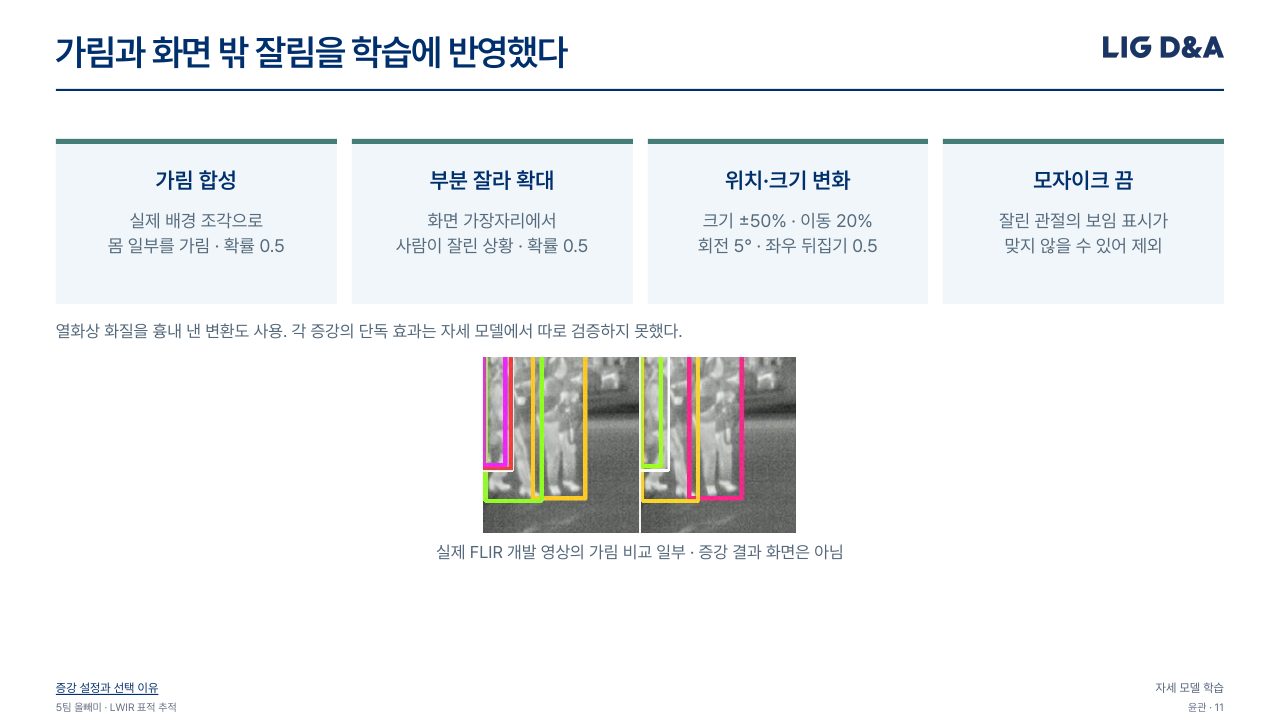 가림과 화면 밖 잘림을 학습에 반영했다
LIG D&A
가림 합성
실제 배경 조각으로
몸 일부를 가림 · 확률 0.5
부분 잘라 확대
화면 가장자리에서
사람이 잘린 상황 · 확률 0.5
위치·크기 변화
크기 ±50% · 이동 20%
회전 5° · 좌우 뒤집기 0.5
모자이크 끔
잘린 관절의 보임 표시가
맞지 않을 수 있어 제외
열화상 화질을 흉내 낸 변환도 사용. 각 증강의 단독 효과는 자세 모델에서 따로 검증하지 못했다.
실제 FLIR 개발 영상의 가림 비교 일부 · 증강 결과 화면은 아님
증강 설정과 선택 이유
5팀 올빼미 · LWIR 표적 추적
자세 모델 학습
윤관 · 11